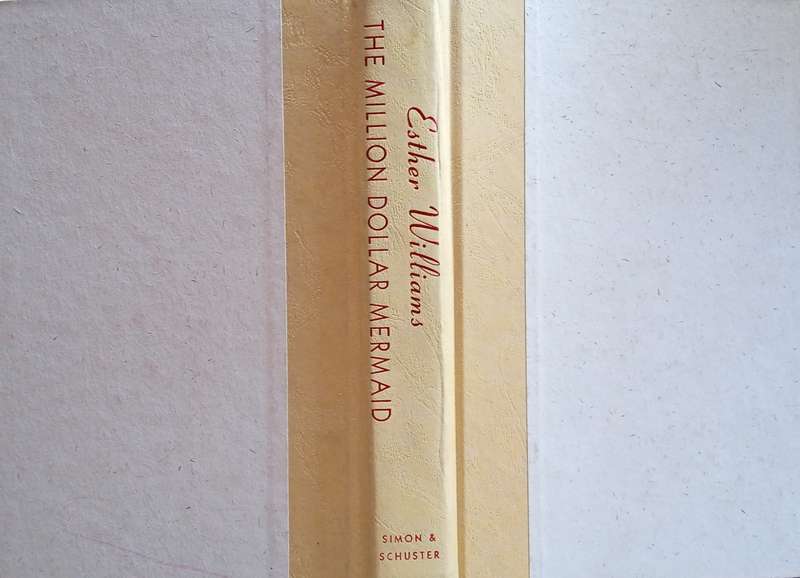 Esther Williams
THE MILLION DOLLAR MERMAID
SIMON &
SCHUSTER